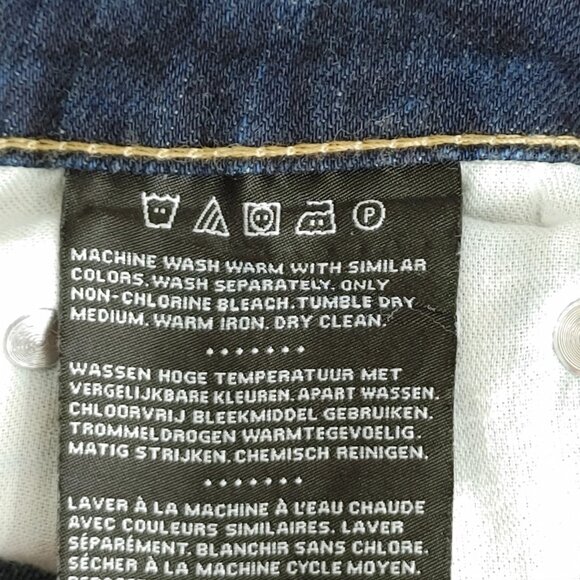 P
MACHINE WASH WARM WITH SIMILAR
COLORS. WASH SEPARATELY. ONLY
NON-CHLORINE BLEACH. TUMBLE DRY
MEDIUM. WARM IRON. DRY CLEAN.
WASSEN HOGE TEMPERATUUR MET
VERGELIJKBARE KLEUREN. APART WASSEN.
CHLOORVRIJ BLEEKMIDDEL GEBRUIKEN.
TROMMELDROGEN WARMTEGEVOELIG.
MATIG STRIJKEN. CHEMISCH REINIGEN.
LAVER À LA MACHINE À L'EAU CHAUDE
AVEC COULEURS SIMILAIRES. LAVER
SÉPARÉMENT. BLANCHIR SANS CHLORE.
SÉCHER À LA MACHINE CYCLE MOYEN.